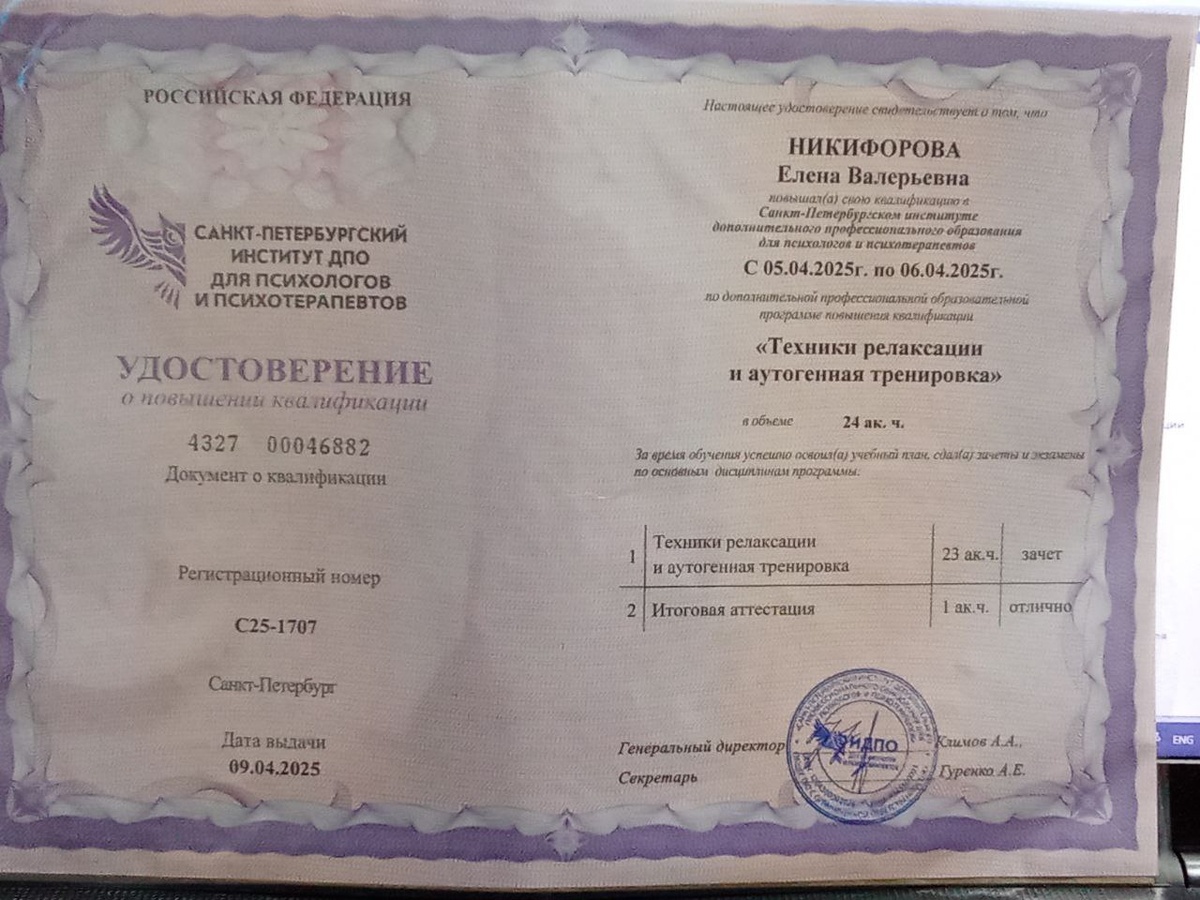 РОССИЙСКАЯ ФЕДЕРАЦИЯ
САНКТ-ПЕТЕРБУРГСКИЙ
ИНСТИТУТ ДПО
ДЛЯ ПСИХОЛОГОВ
И ПСИХОТЕРАПЕВТОВ
УДОСТОВЕРЕНИЕ
о повышении квалификации
4327 00046882
Документ о квалификации
Регистрационный номер
С25-1707
Санкт-Петербург
Дата выдачи
09.04.2025
Настоящее удостоверение свидетельствует о том, что
НИКИФОРОВА
Елена Валерьевна
повышал(а) свою квалификацию в
Санкт-Петербургском институте
дополнительного профессионального образования
для психологов и психотерапевтов
С 05.04.2025г. по 06.04.2025г.
по дополнительной профессиональной образовательной
программе повышения квалификации
«Техники релаксации
и аутогенная тренировка»
в объеме 24 ак. ч.
За время обучения успешно освоил(а) учебный план, сдал(а) зачеты и экзамены
по основным дисциплинам программы:
1 Техники релаксации
и аутогенная тренировка 23 ак.ч. зачет
2 Итоговая аттестация 1 ак.ч. отлично
Генеральный директор Климов А.А.,
Секретарь Гуренко А.Е.
ENG